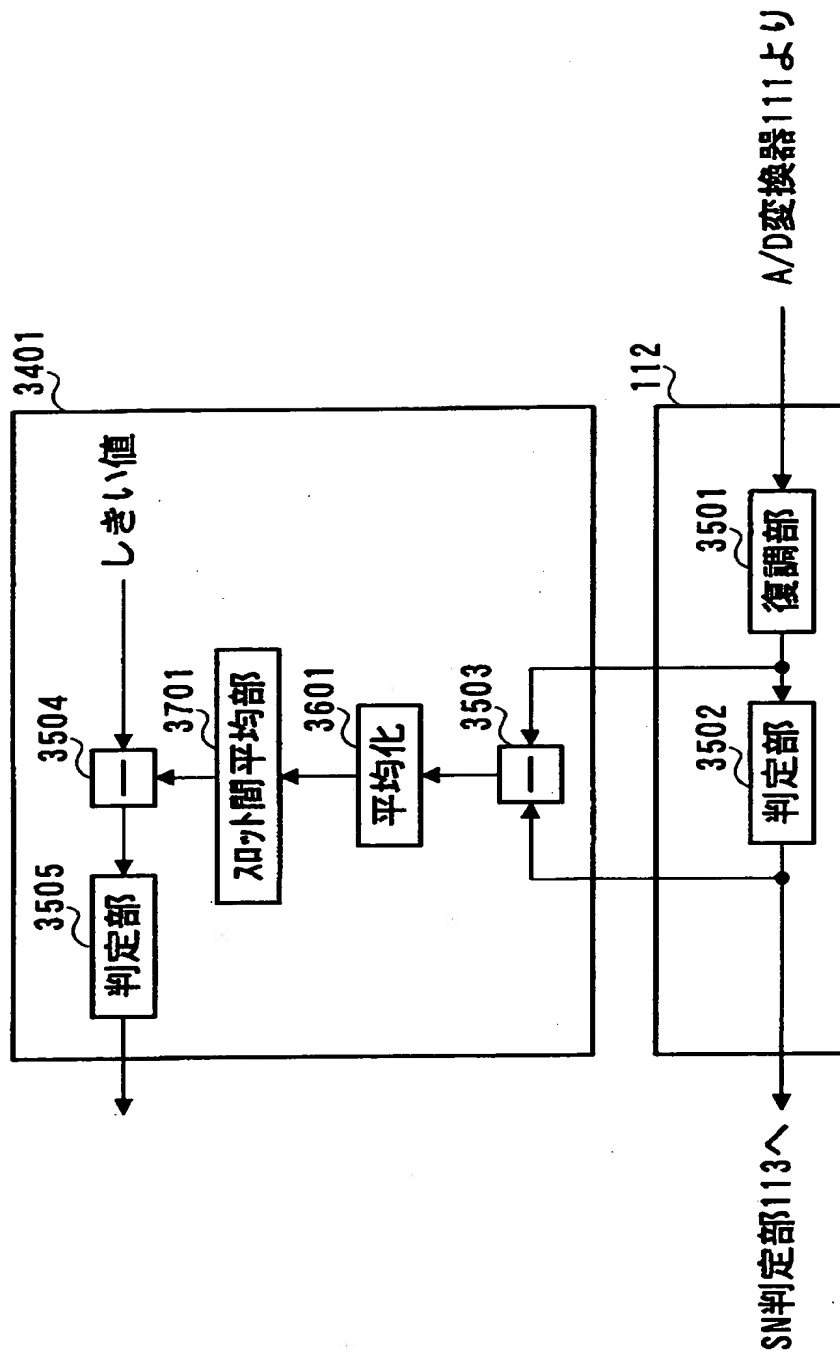 3401
しきい値
3504
3505
判定部
3701
スロット間平均部
3601
平均化
3503
112
A/D変換器111より
3501
復調部
3502
判定部
SN判定部113へ